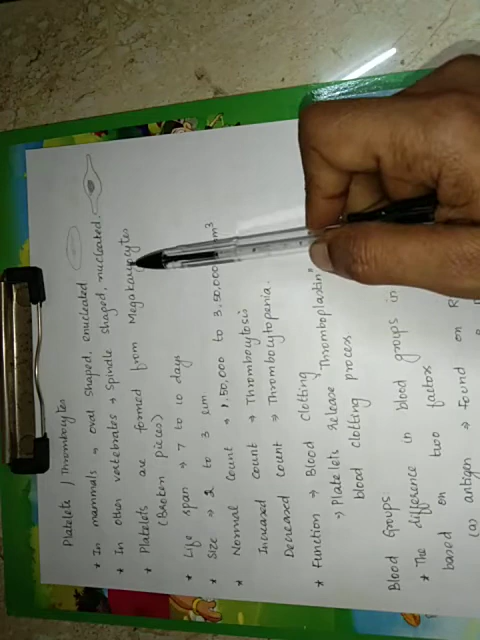 Platelets / Thrombocytes
* In mammals → oval shaped, enucleated
* In other vertebrates → Spindle shaped, nucleated.
* Platelets are formed from Megakaryocytes
(Broken pieces)
* Life span → 7 to 10 days
* Size → 2 to 3 µm
* Normal count → 1,50,000 to 3,50,000 m³
Increased count → Thrombocytosis
Decreased count → Thrombocytopenia.
* Function → Blood clotting
→ Platelets release "Thromboplastin"
blood clotting process
Blood Groups
* The difference in blood groups in
based on two factors
(a) antigen → found on R